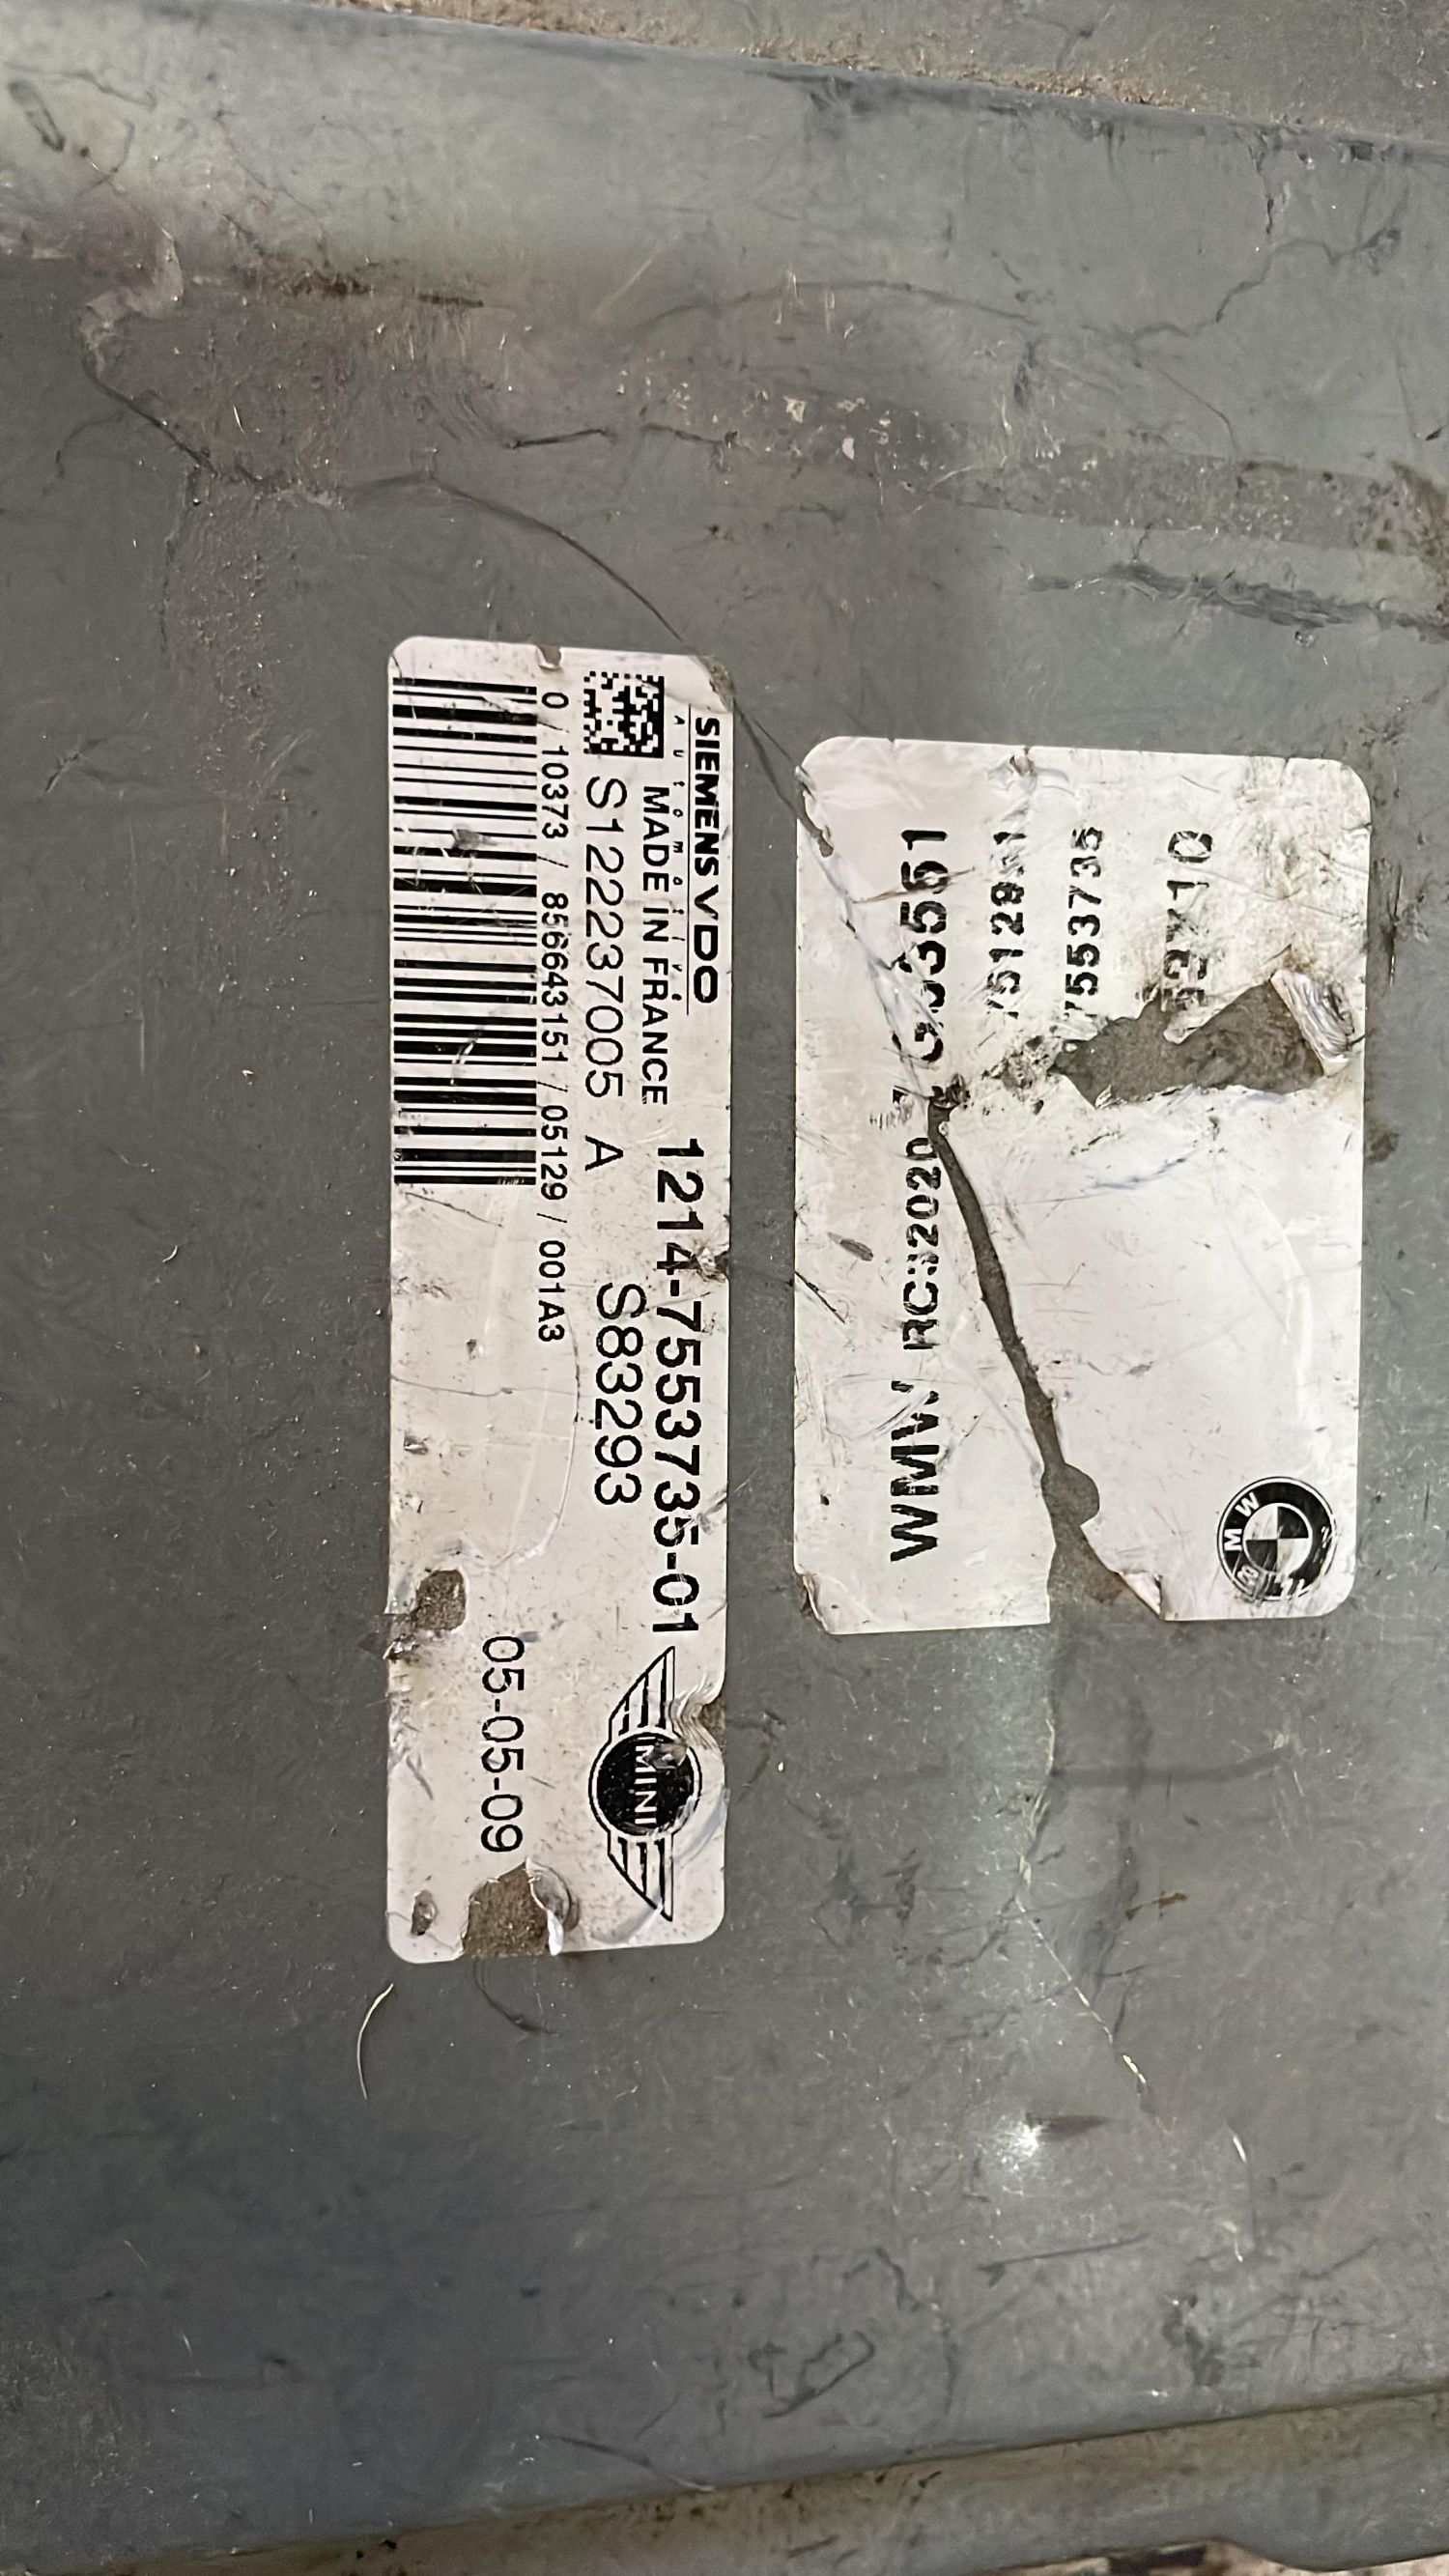 SIEMENS VDO
Automotive
MADE IN FRANCE
1214-7553735-01
S122237005 A
S83293
0 / 10373 / 856643151 / 05129 / 001A3
05-05-09
MINI
BMW
7553735